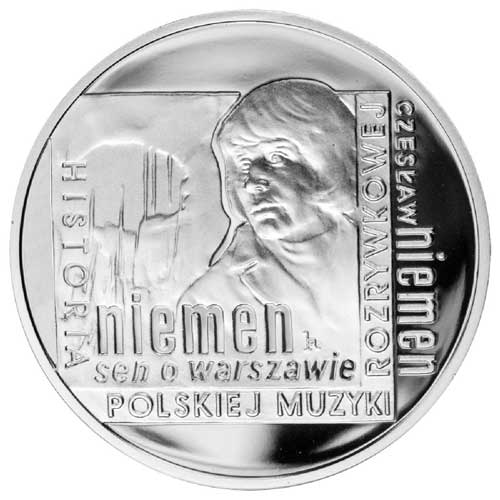 HISTORIA
POLSKIEJ MUZYKI
ROZRYWKOWEJ
CZESŁAW niemen
niemen
sen o warszawie